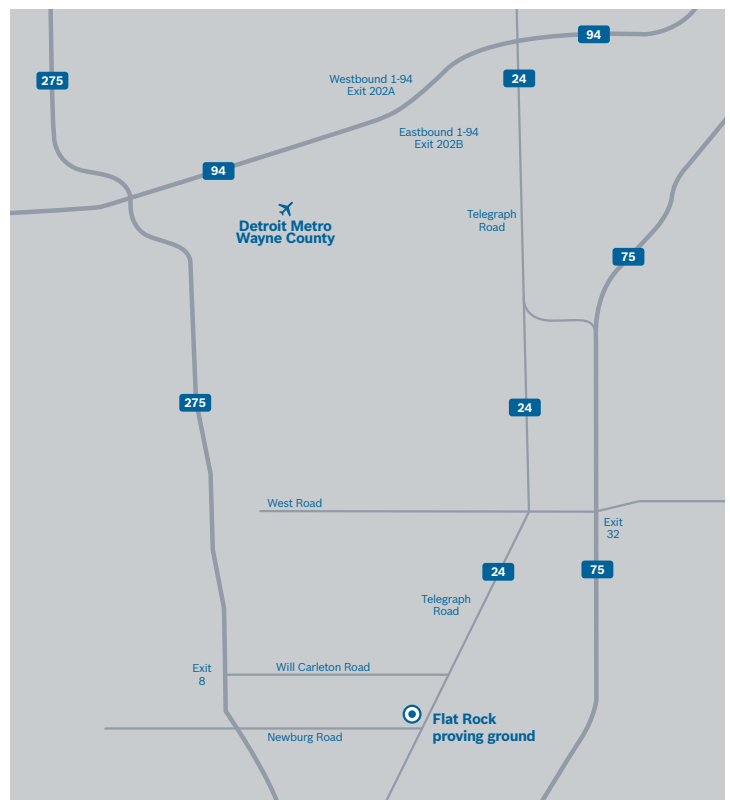 94
275
24
Westbound 1-94
Exit 202A
Eastbound 1-94
Exit 202B
94
Detroit Metro
Wayne County
Telegraph
Road
75
275
24
West Road
Exit
32
24
75
Telegraph
Road
Exit
8
Will Carleton Road
Flat Rock
proving ground
Newburg Road